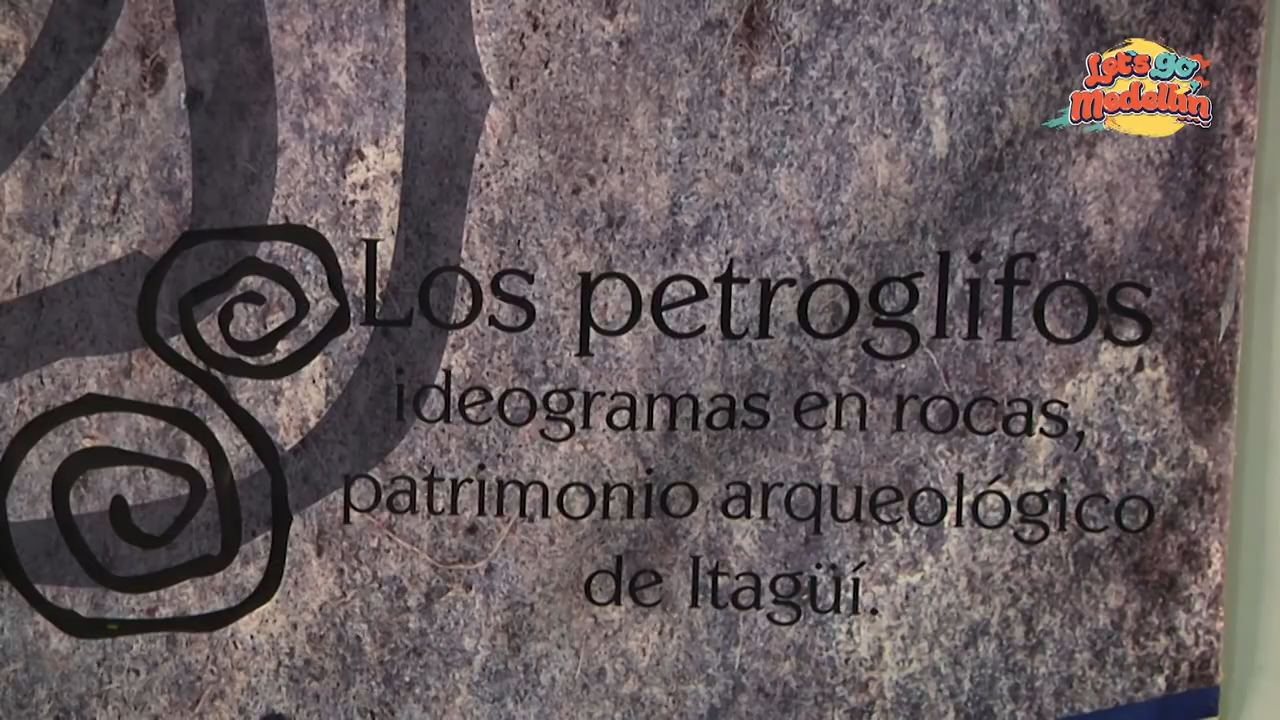 Let's go
Medellín
Los petroglifos
ideogramas en rocas,
patrimonio arqueológico
de Itagüí.